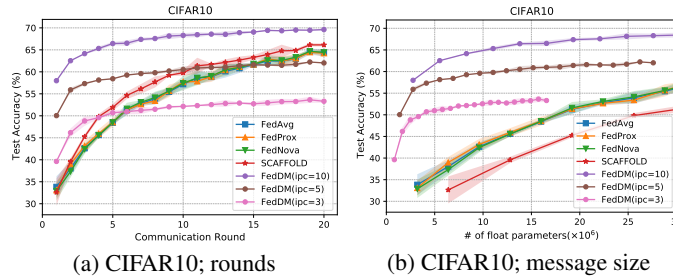 CIFAR10
Test Accuracy (%)
70
65
60
55
50
45
40
35
30
0
5
10
15
20
Communication Round
FedAvg
FedProx
FedNova
SCAFFOLD
FedDM(ipc=10)
FedDM(ipc=5)
FedDM(ipc=3)
(a) CIFAR10; rounds
CIFAR10
Test Accuracy (%)
70
65
60
55
50
45
40
35
30
0
5
10
15
20
25
30
# of float parameters(×10⁶)
FedAvg
FedProx
FedNova
SCAFFOLD
FedDM(ipc=10)
FedDM(ipc=5)
FedDM(ipc=3)
(b) CIFAR10; message size